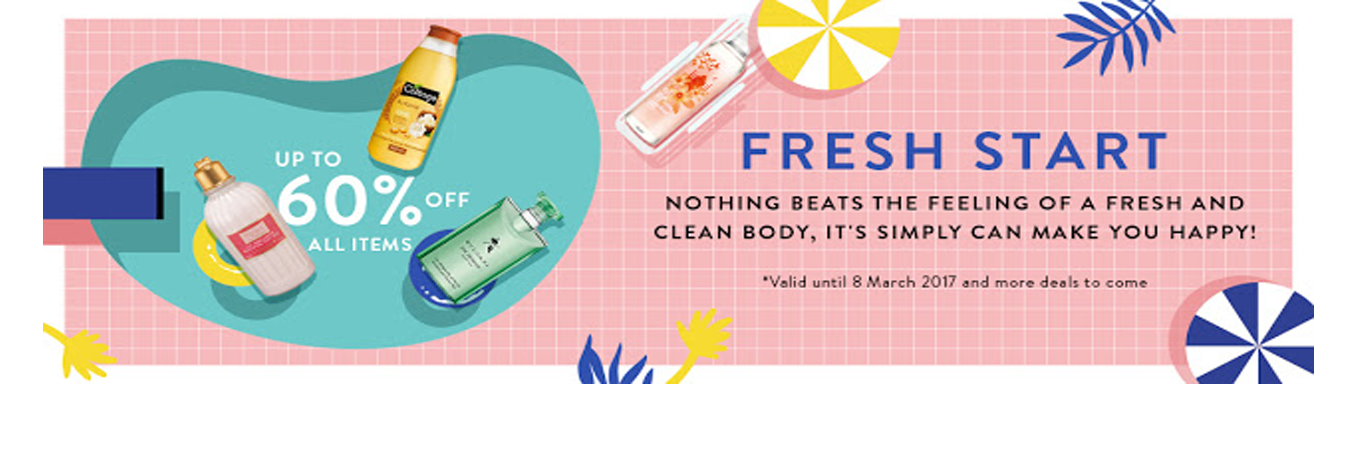 UP TO
60% OFF
ALL ITEMS
FRESH START
NOTHING BEATS THE FEELING OF A FRESH AND
CLEAN BODY, IT'S SIMPLY CAN MAKE YOU HAPPY!
*Valid until 8 March 2017 and more deals to come